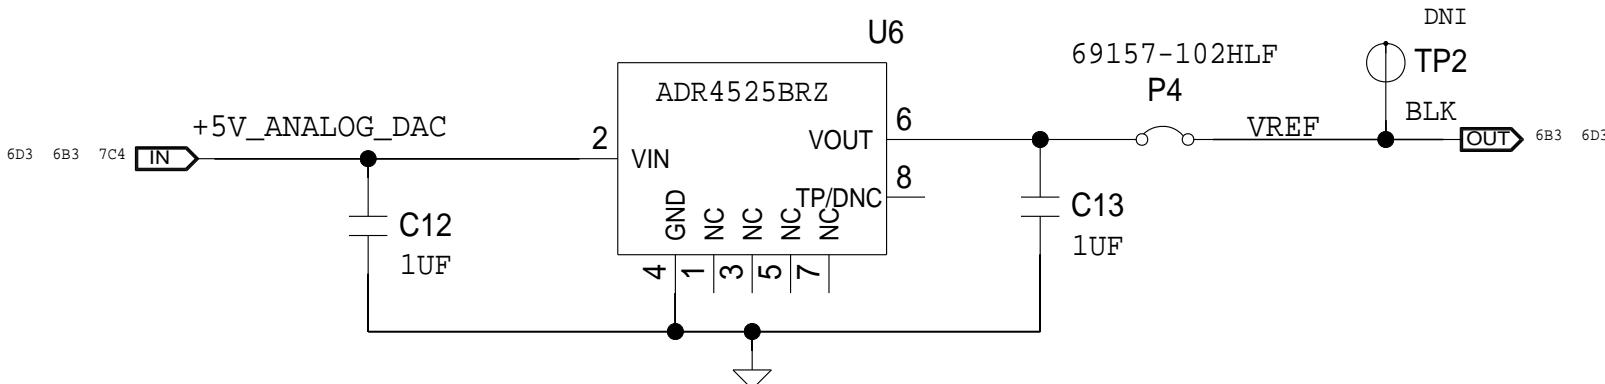 DNI
U6
69157-102HLF
TP2
ADR4525BRZ
P4
+5V_ANALOG_DAC
6
VREF
BLK
6D3 6B3 7C4 IN
2
VIN
VOUT
OUT 6B3 6D3
8
TP/DNC
C12
1UF
GND
NC
NC
NC
NC
C13
1UF
4
1
3
5
7